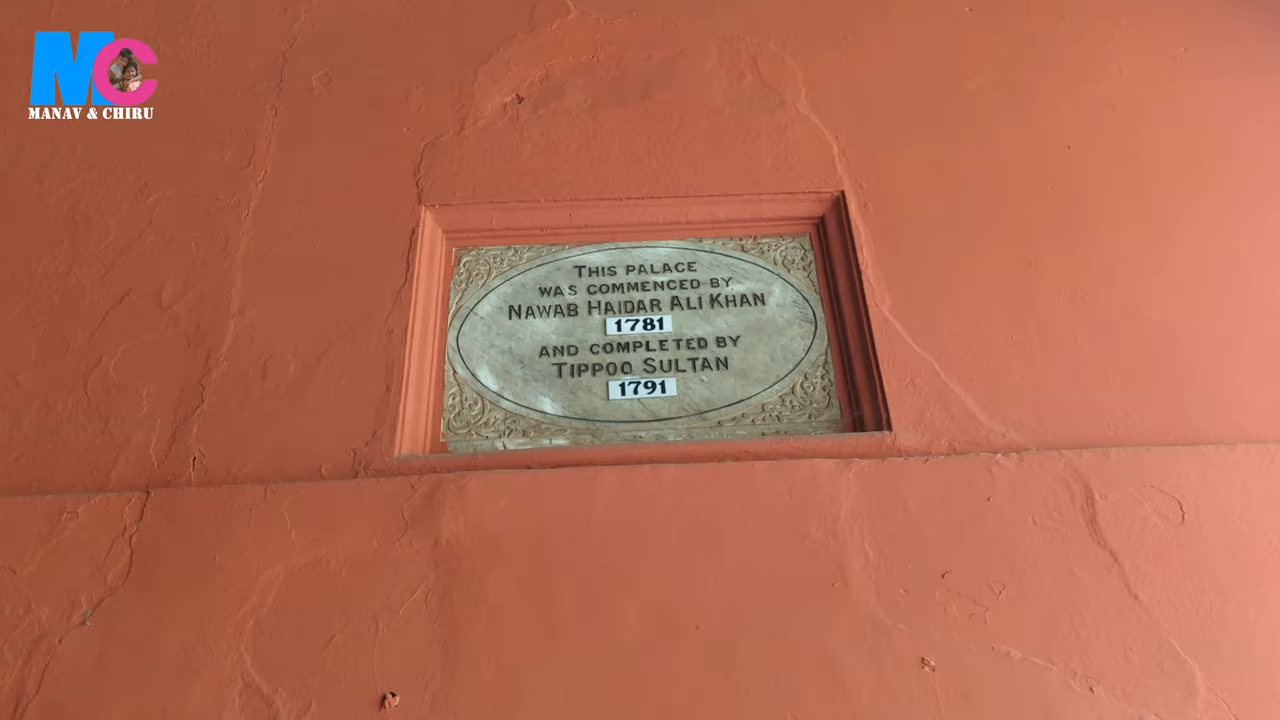 MC
MANAV & CHIRU
THIS PALACE
WAS COMMENCED BY
NAWAB HAIDAR ALI KHAN
1781
AND COMPLETED BY
TIPPOO SULTAN
1791